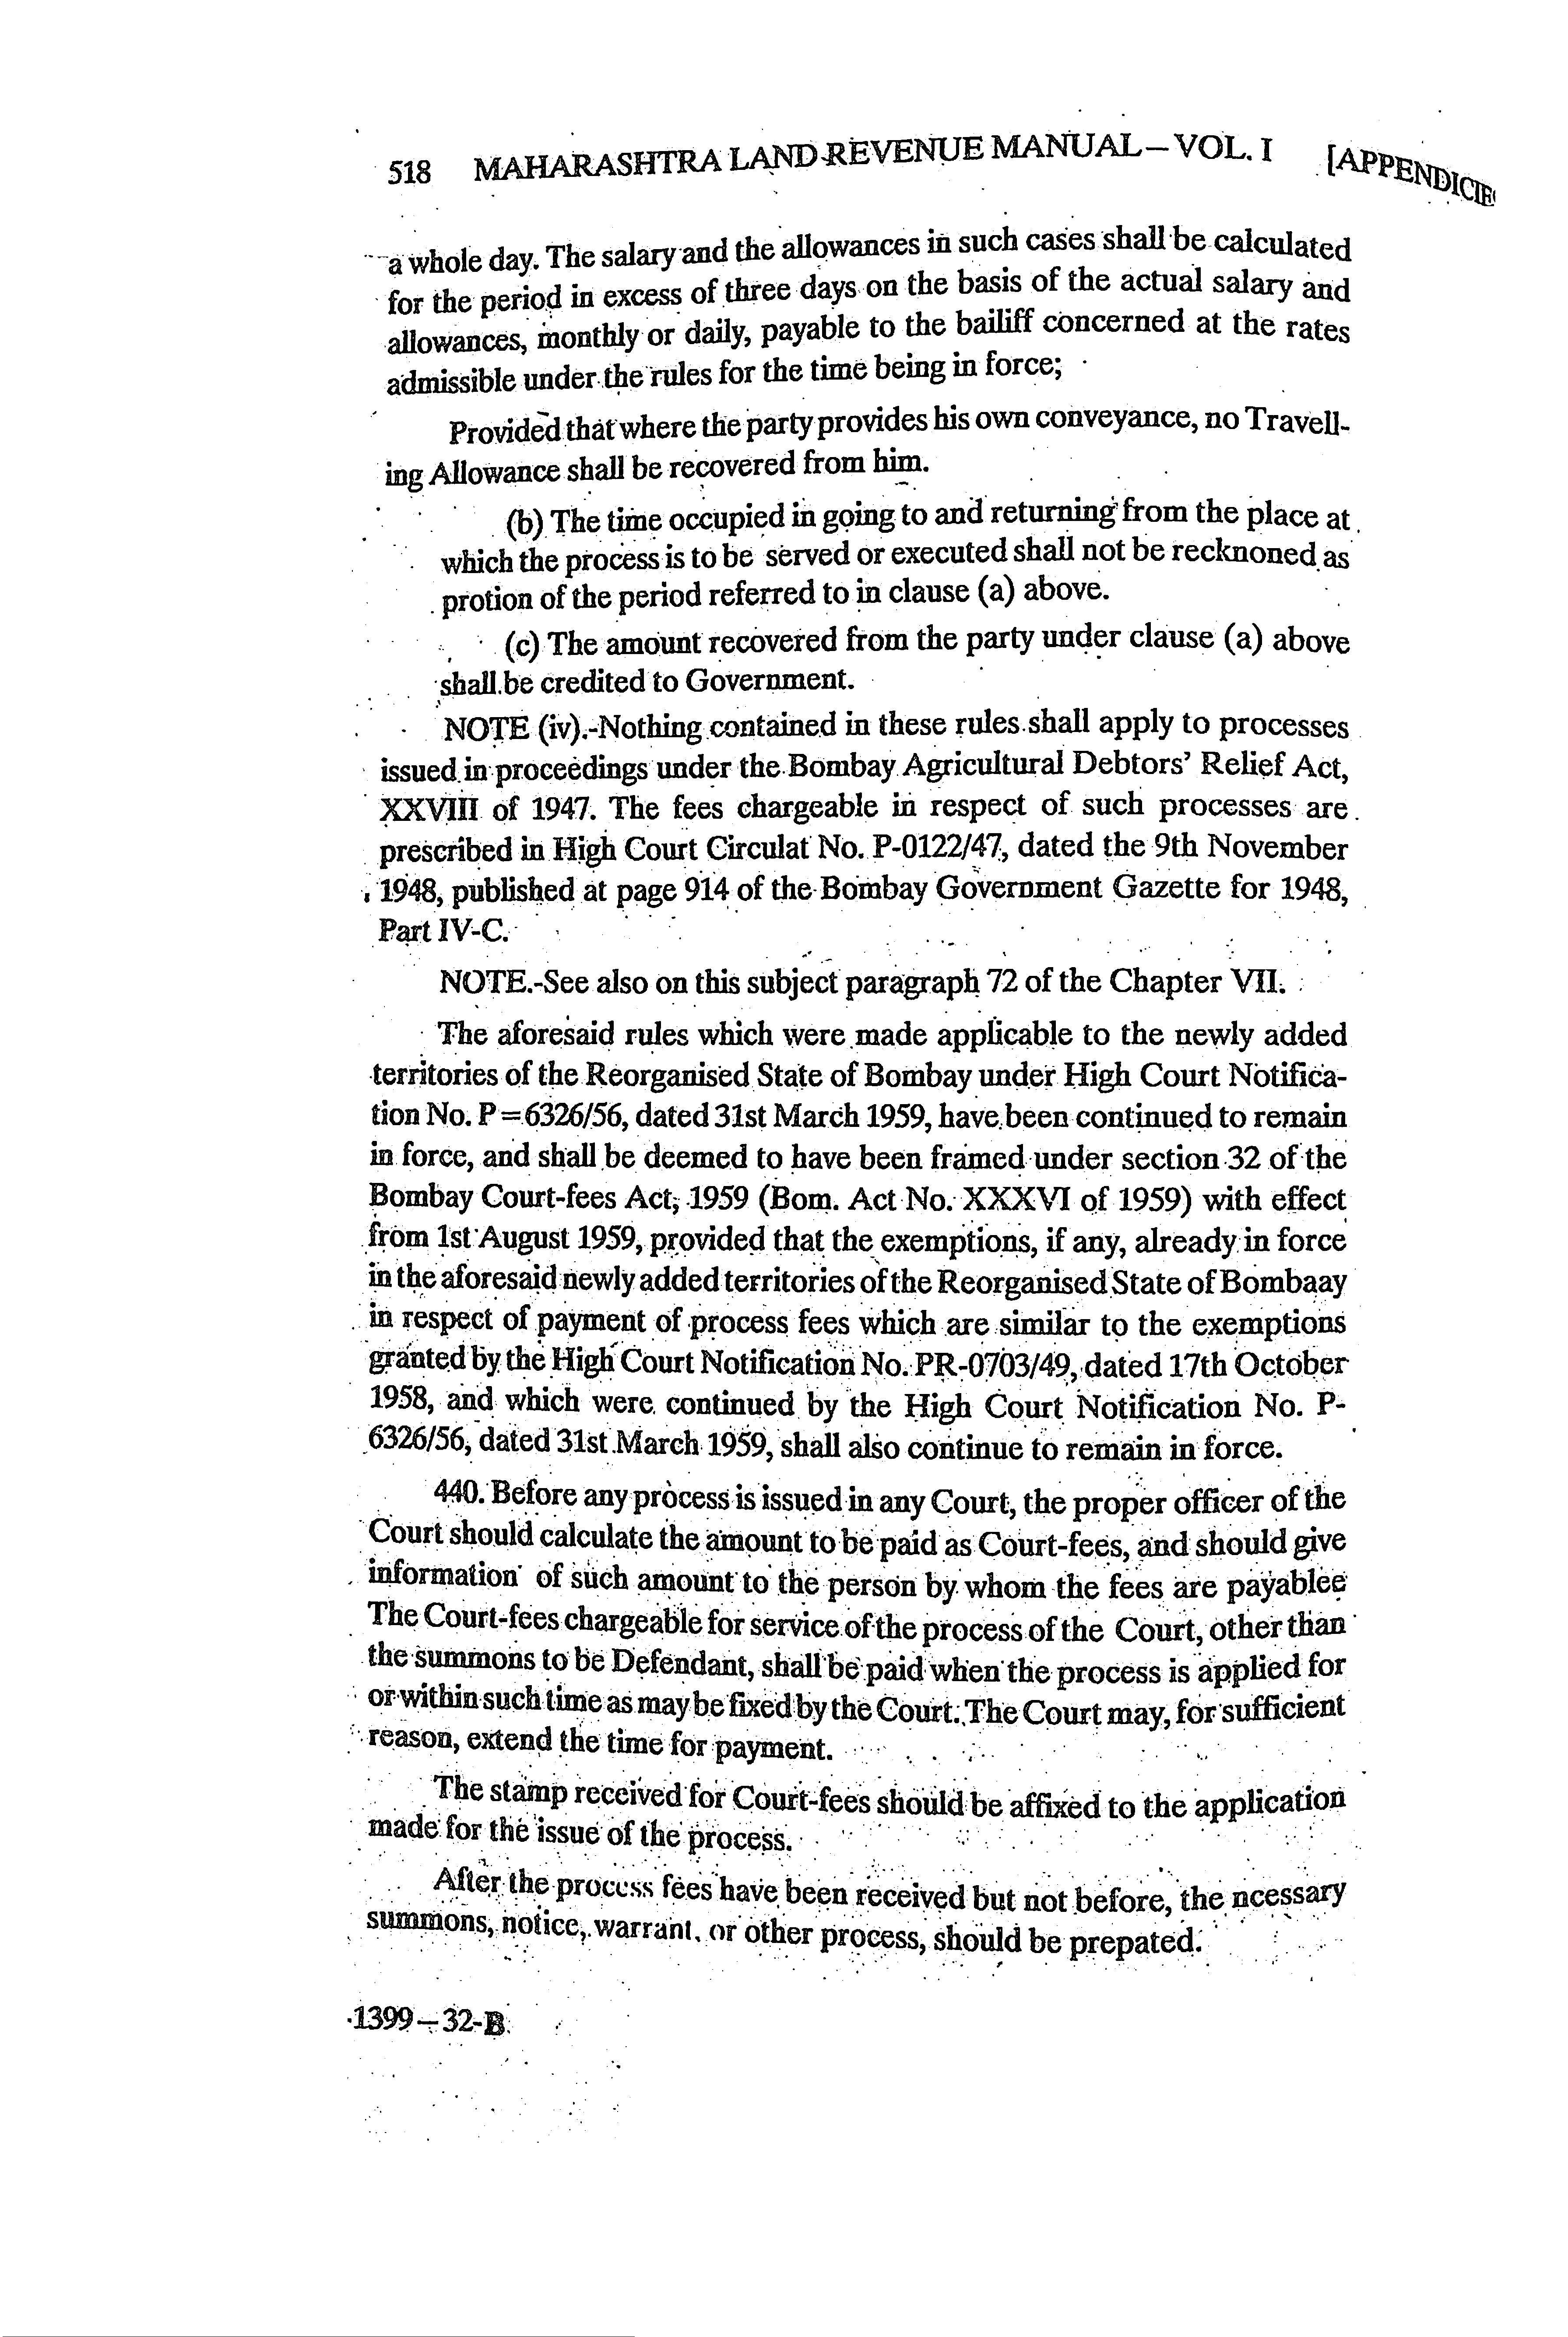 518 MAHARASHTRA LAND REVENUE MANUAL – VOL. I [APPENDICIE
a whole day. The salary and the allowances in such cases shall be calculated
for the period in excess of three days on the basis of the actual salary and
allowances, monthly or daily, payable to the bailiff concerned at the rates
admissible under the rules for the time being in force;
Provided that where the party provides his own conveyance, no Travell-
ing Allowance shall be recovered from him.
(b) The time occupied in going to and returning from the place at
which the process is to be served or executed shall not be recknoned as
protion of the period referred to in clause (a) above.
(c) The amount recovered from the party under clause (a) above
shall be credited to Government.
NOTE (iv).-Nothing contained in these rules shall apply to processes
issued in proceedings under the Bombay Agricultural Debtors' Relief Act,
XXVIII of 1947. The fees chargeable in respect of such processes are
prescribed in High Court Circulat No. P-0122/47, dated the 9th November
1948, published at page 914 of the Bombay Government Gazette for 1948,
Part IV-C.
NOTE.-See also on this subject paragraph 72 of the Chapter VII.
The aforesaid rules which were made applicable to the newly added
territories of the Reorganised State of Bombay under High Court Notifica-
tion No. P=6326/56, dated 31st March 1959, have been continued to remain
in force, and shall be deemed to have been framed under section 32 of the
Bombay Court-fees Act, 1959 (Bom. Act No. XXXVI of 1959) with effect
from 1st August 1959, provided that the exemptions, if any, already in force
in the aforesaid newly added territories of the Reorganised State of Bombaay
in respect of payment of process fees which are similar to the exemptions
granted by the High Court Notification No. PR-0703/49, dated 17th October
1958, and which were continued by the High Court Notification No. P-
6326/56, dated 31st March 1959, shall also continue to remain in force.
440. Before any process is issued in any Court, the proper officer of the
Court should calculate the amount to be paid as Court-fees, and should give
information of such amount to the person by whom the fees are payablee
The Court-fees chargeable for service of the process of the Court, other than
the summons to be Defendant, shall be paid when the process is applied for
or within such time as may be fixed by the Court. The Court may, for sufficient
reason, extend the time for payment.
The stamp received for Court-fees should be affixed to the application
made for the issue of the process.
After the process fees have been received but not before, the ncessary
summons, notice, warrant, or other process, should be prepated.
1399 – 32-B